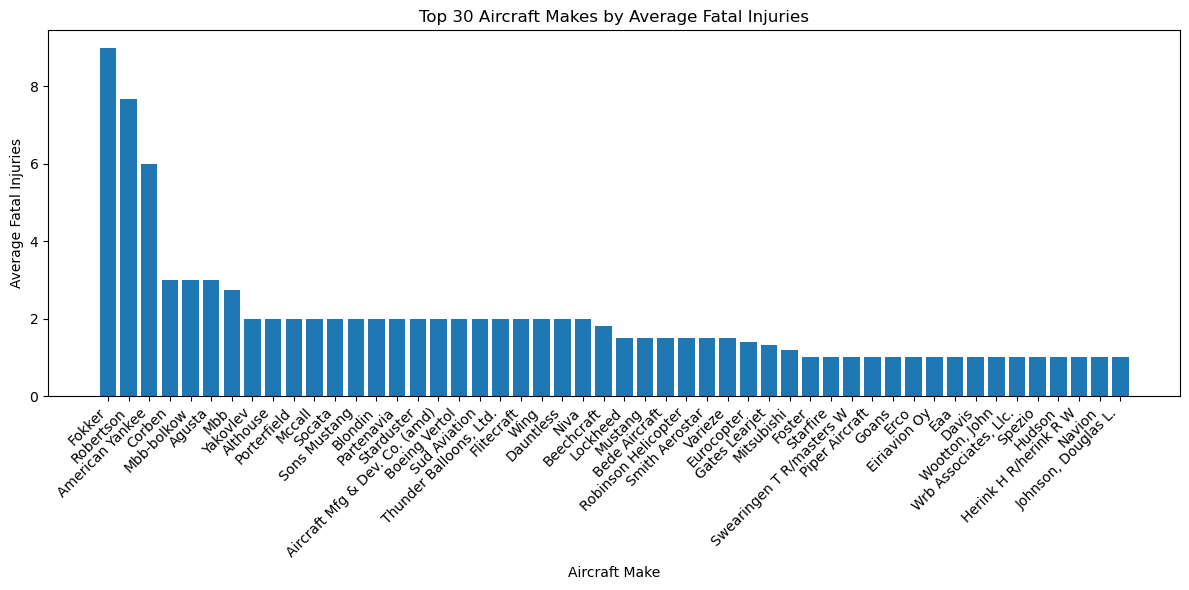 Top 30 Aircraft Makes by Average Fatal Injuries
Average Fatal Injuries
8
6
4
2
0
Fokker
Robertson
American Yankee
Corben
Mbb-bolkow
Agusta
Mbb
Yakovlev
Althouse
Porterfield
Mccall
Socata
Sons Mustang
Blondin
Partenavia
Starduster
Aircraft Mfg & Dev. Co. (amd)
Boeing Vertol
Sud Aviation
Thunder Balloons, Ltd.
Flitecraft
Wing
Dauntless
Niva
Beechcraft
Lockheed
Mustang
Bede Aircraft
Robinson Helicopter
Smith Aerostar
Varieze
Eurocopter
Gates Learjet
Mitsubishi
Foster
Starfire
Swearingen T R/masters W
Piper Aircraft
Goans
Erco
Eiriavion Oy
Eaa
Davis
Wootton, John
Wrb Associates, Llc.
Spezio
Hudson
Herink H R/herink R W
Navion
Johnson, Douglas L.
Aircraft Make